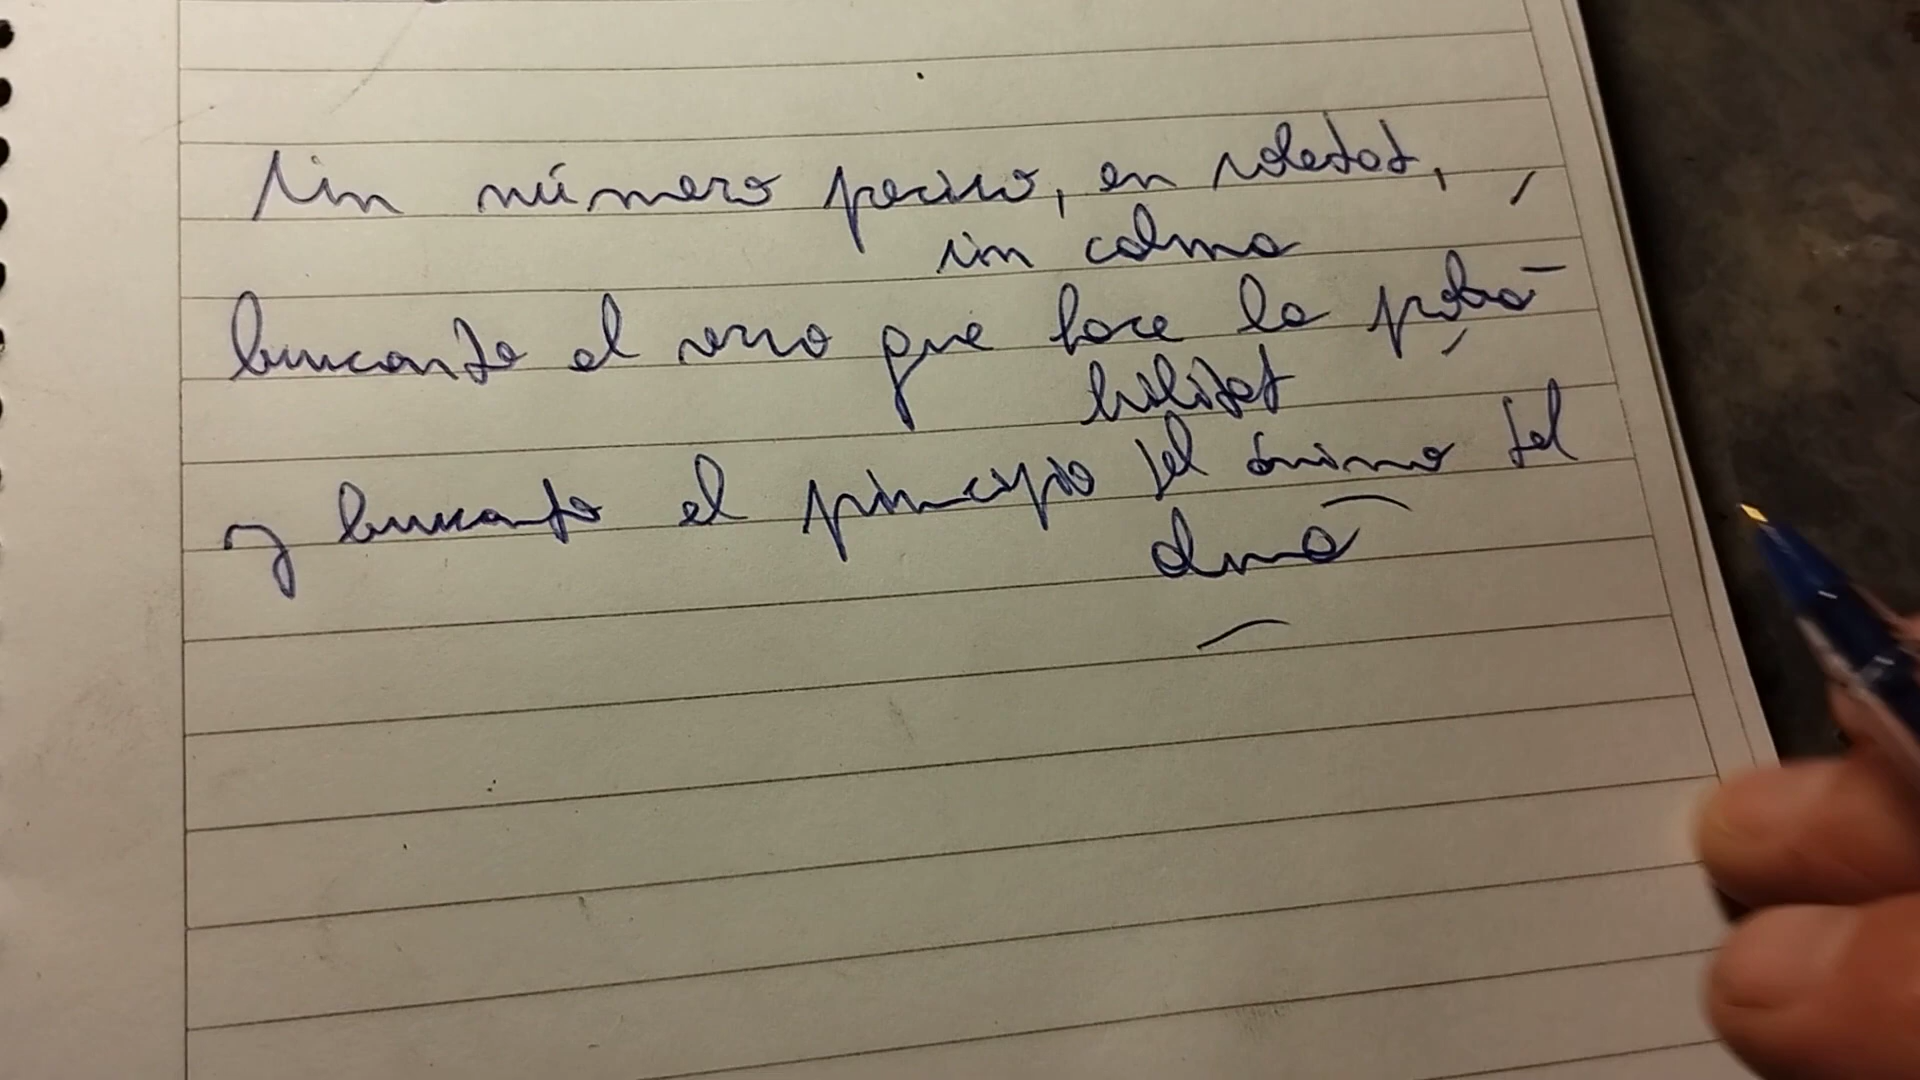 Sin número preciso, en soledad,
sin calma
buscando el verso que hace la proba-
bilidad
y buscando el principio del ánimo del
alma